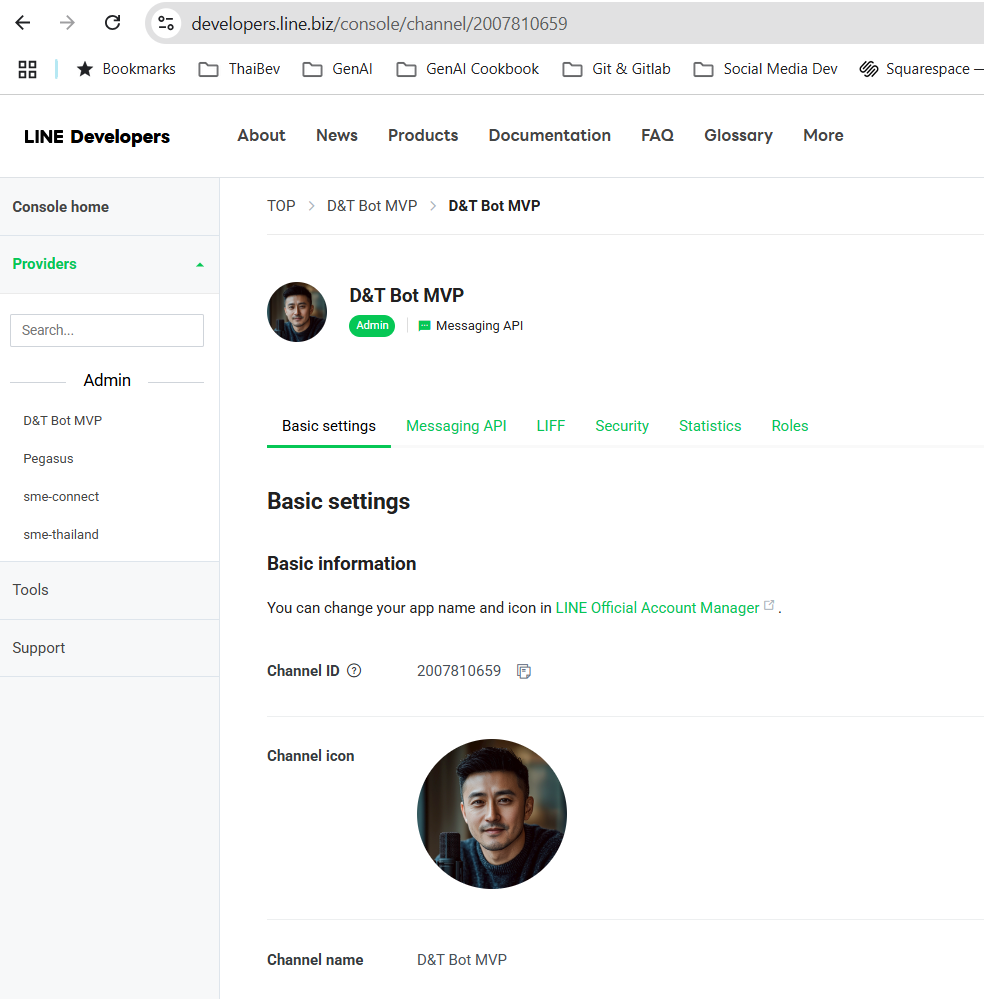 developers.line.biz/console/channel/2007810659
Bookmarks ThaiBev GenAI GenAI Cookbook Git & Gitlab Social Media Dev Squarespace —
LINE Developers About News Products Documentation FAQ Glossary More
Console home
Providers
Search...
Admin
D&T Bot MVP
Pegasus
sme-connect
sme-thailand
Tools
Support
TOP D&T Bot MVP D&T Bot MVP
D&T Bot MVP
Admin Messaging API
Basic settings Messaging API LIFF Security Statistics Roles
Basic settings
Basic information
You can change your app name and icon in LINE Official Account Manager .
Channel ID ? 2007810659
Channel icon
Channel name D&T Bot MVP